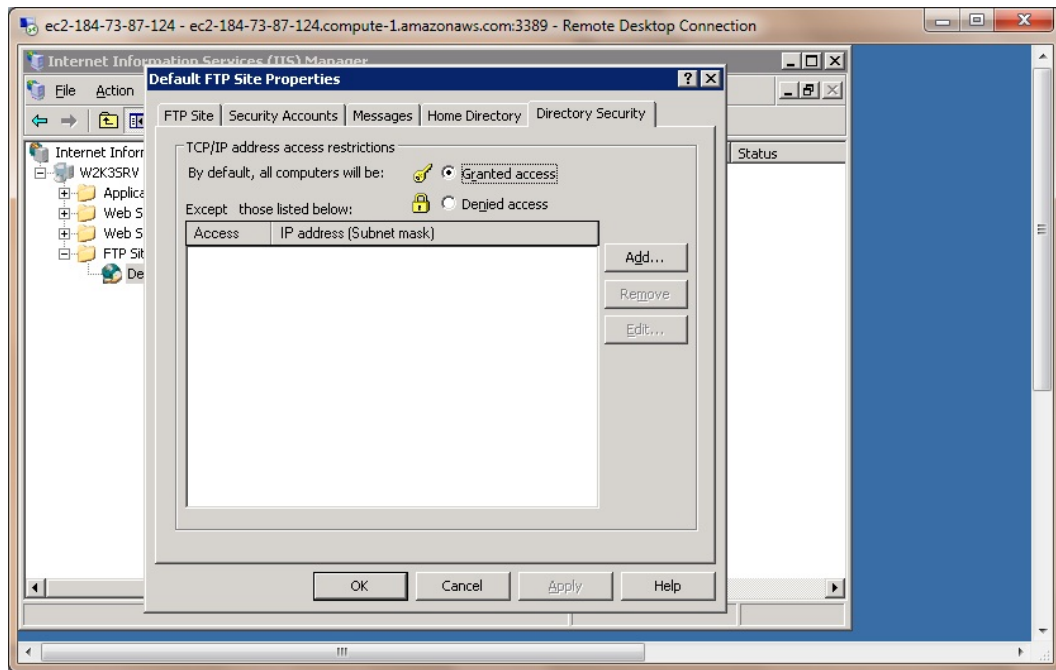 ec2-184-73-87-124 - ec2-184-73-87-124.compute-1.amazonaws.com:3389 - Remote Desktop Connection
Internet Information Services (IIS) Manager
File Action
Default FTP Site Properties
FTP Site Security Accounts Messages Home Directory Directory Security
Internet Inforr
W2K3SRV
Applica
Web S
Web S
FTP Sit
De
Status
TCP/IP address access restrictions
By default, all computers will be: Granted access
Denied access
Except those listed below:
Access IP address (Subnet mask)
Add...
Remove
Edit...
OK Cancel Apply Help